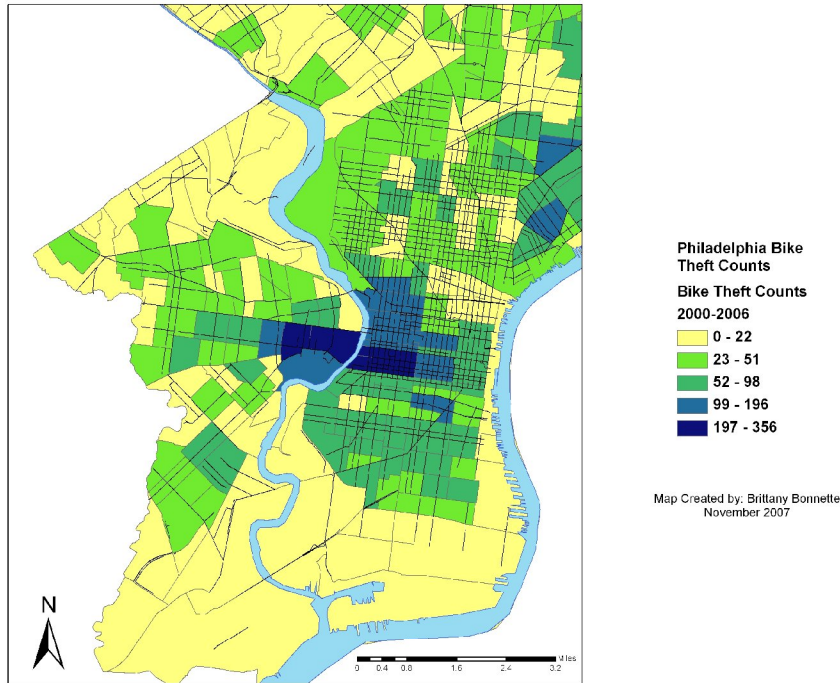 Philadelphia Bike
Theft Counts
Bike Theft Counts
2000-2006
0 - 22
23 - 51
52 - 98
99 - 196
197 - 356
Map Created by: Brittany Bonnette
November 2007
N
Miles
0 0.4 0.8 1.6 2.4 3.2